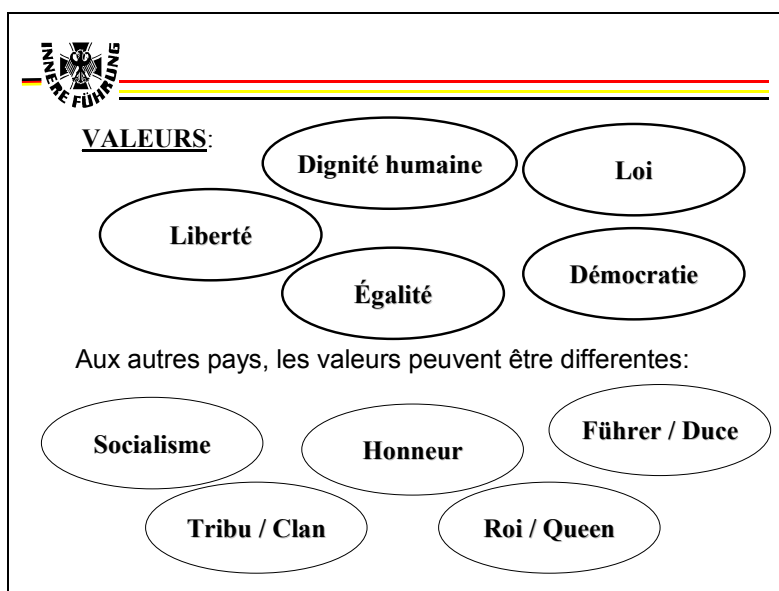 INNERE FÜHRUNG
VALEURS:
Dignité humaine
Loi
Liberté
Égalité
Démocratie
Aux autres pays, les valeurs peuvent être differentes:
Socialisme
Honneur
Führer / Duce
Tribu / Clan
Roi / Queen